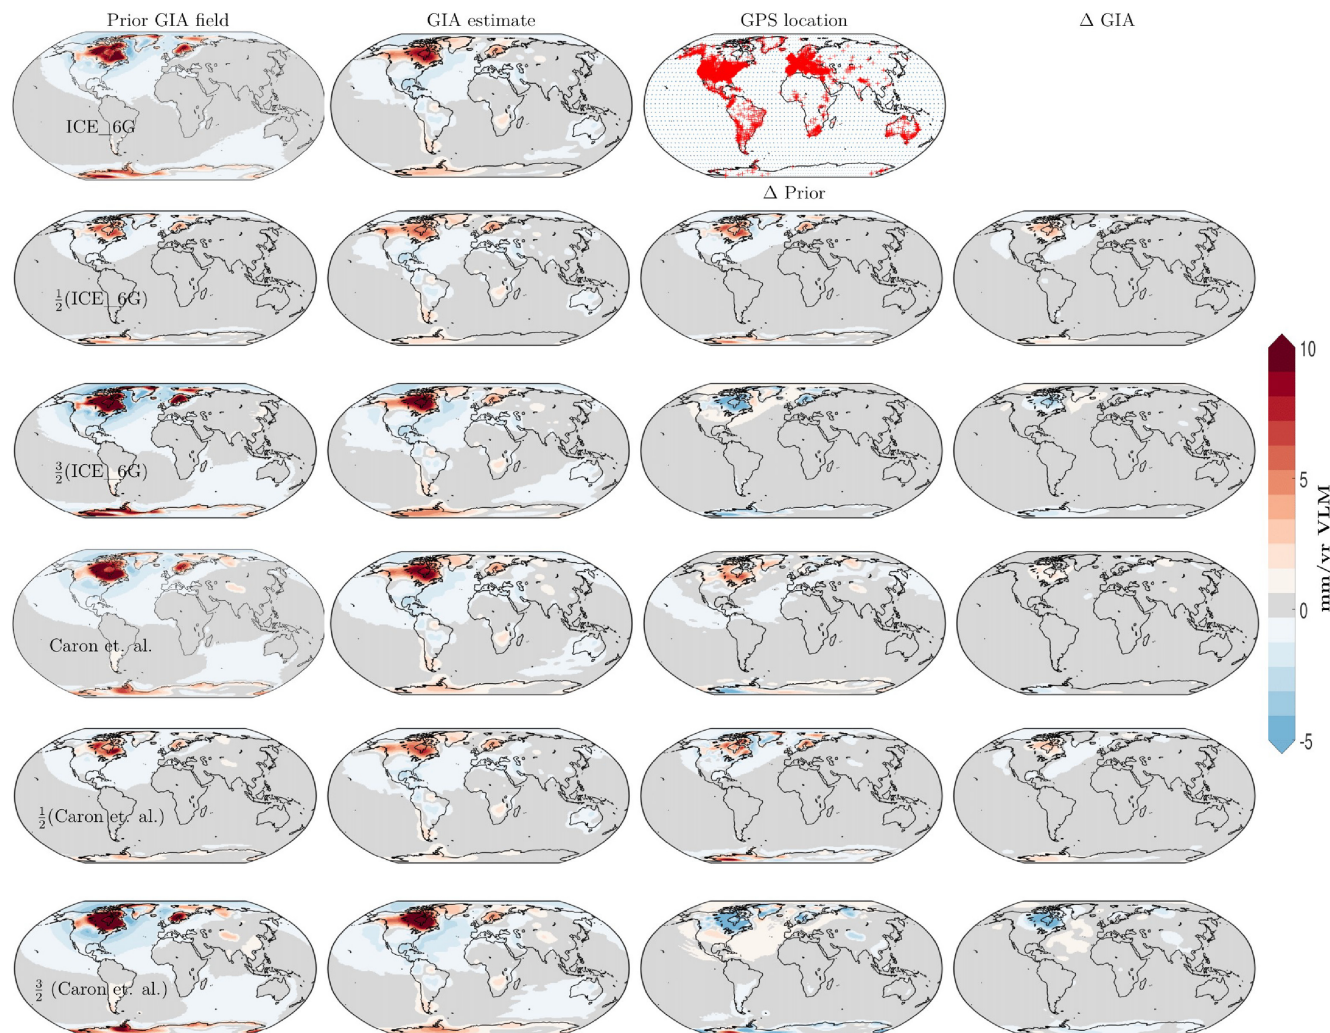 Prior GIA field
GIA estimate
GPS location
Δ GIA
ICE_6G
Δ Prior
½(ICE_6G)
3/2(ICE_6G)
Caron et. al.
½(Caron et. al.)
3/2 (Caron et. al.)
10
5
0
-5
mm/yr VLM